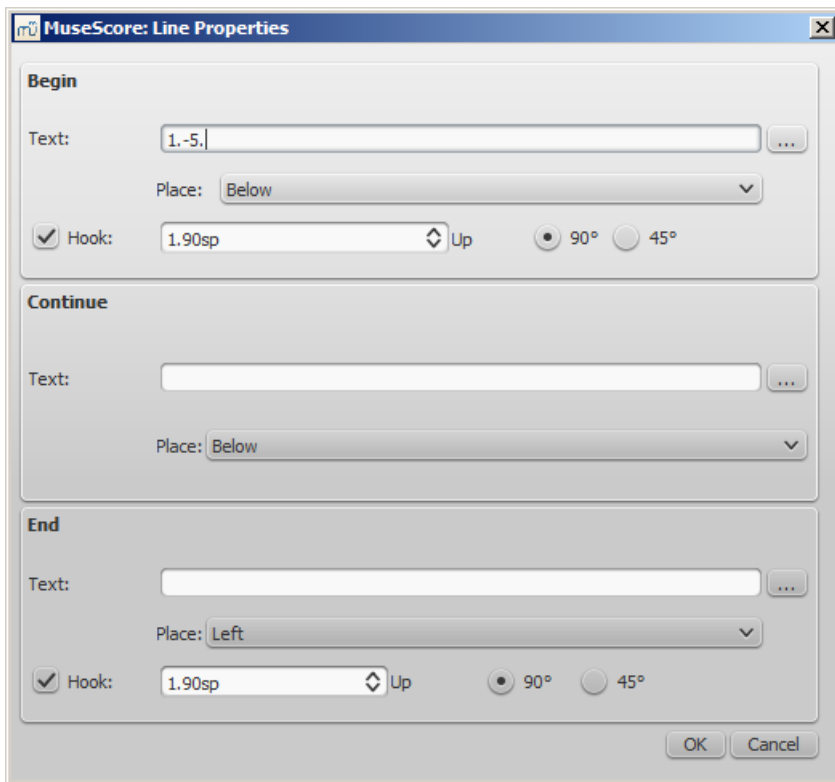 mü MuseScore: Line Properties
Begin
Text: 1.-5. ...
Place: Below
Hook: 1.90sp Up 90° 45°
Continue
Text: ...
Place: Below
End
Text: ...
Place: Left
Hook: 1.90sp Up 90° 45°
OK Cancel